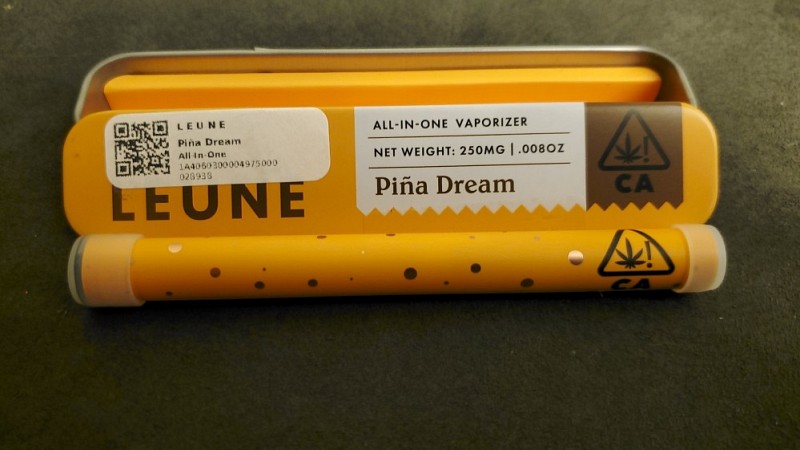 LEUNE
Piña Dream
All-In-One
1A4060300004975000
028938
LEUNE
ALL-IN-ONE VAPORIZER
NET WEIGHT: 250MG | .008OZ
Piña Dream
!
CA
!
CA